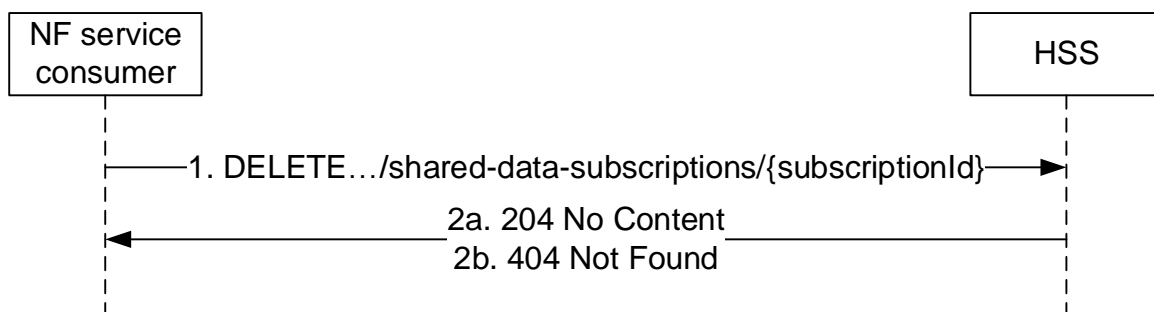 NF service
consumer
HSS
1. DELETE…/shared-data-subscriptions/{subscriptionId}
2a. 204 No Content
2b. 404 Not Found